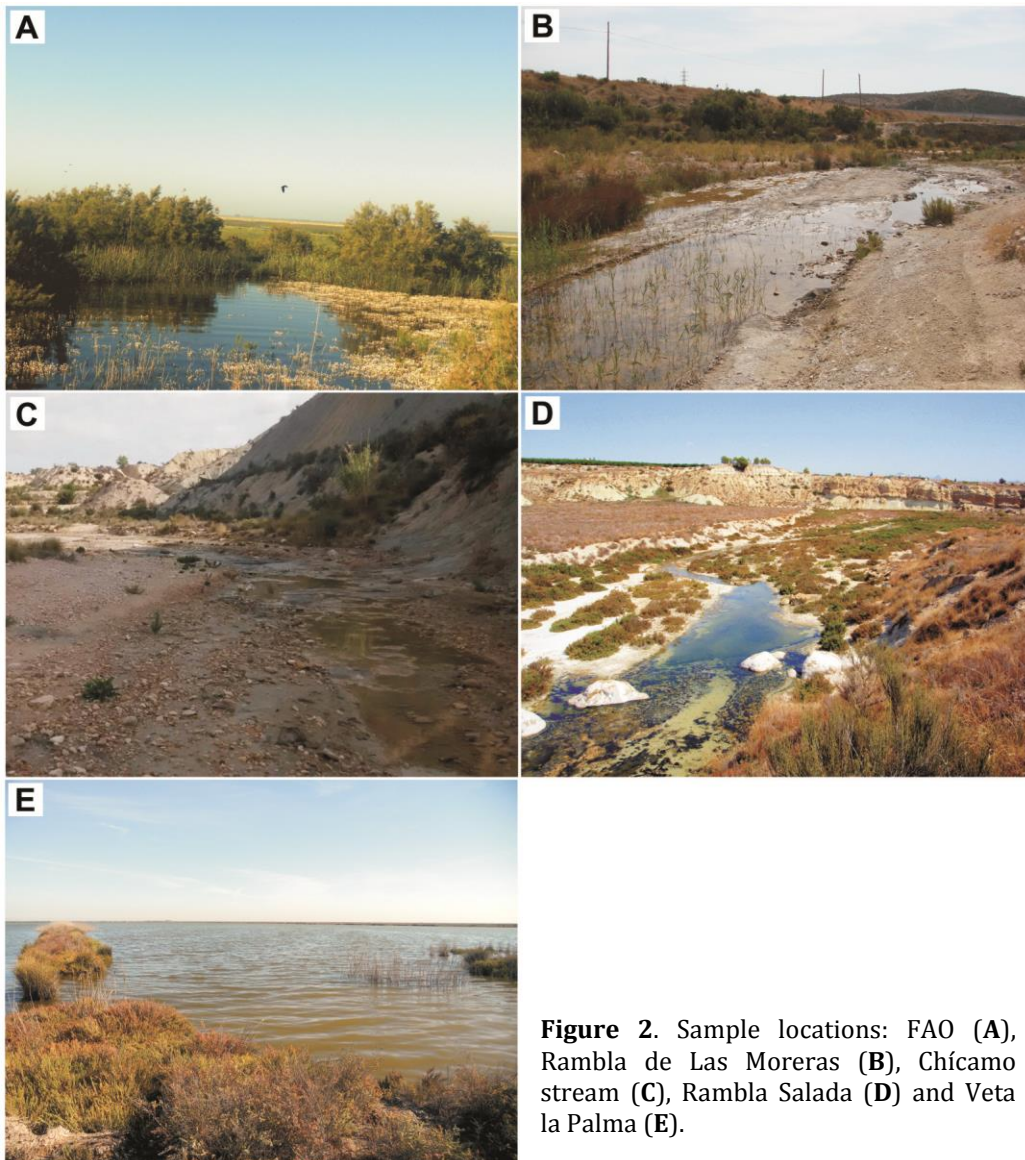 A
B
C
D
E
Figure 2. Sample locations: FAO (A),
Rambla de Las Moreras (B), Chícamo
stream (C), Rambla Salada (D) and Veta
la Palma (E).